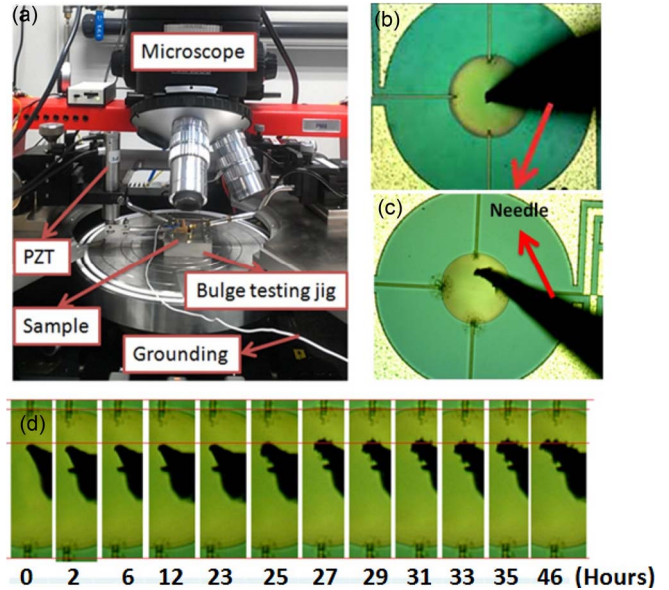 (a)
Microscope
PZT
Sample
Bulge testing jig
Grounding
(b)
Needle
(c)
(d)
0 2 6 12 23 25 27 29 31 33 35 46 (Hours)